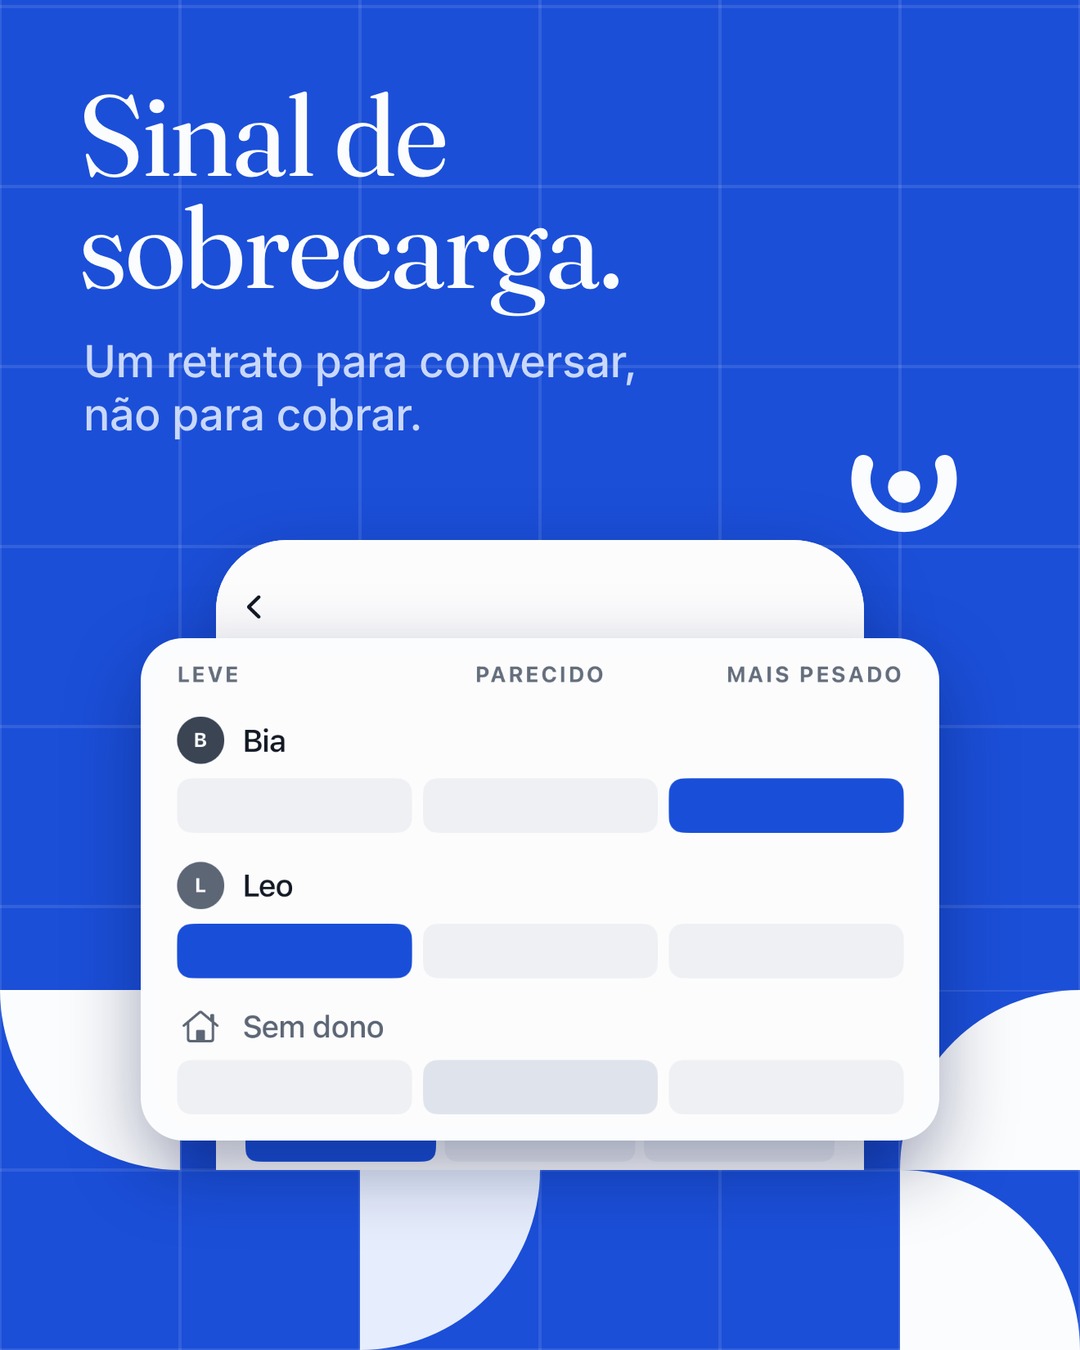 Sinal de
sobrecarga.
Um retrato para conversar,
não para cobrar.
LEVE PARECIDO MAIS PESADO
B Bia
L Leo
Sem dono